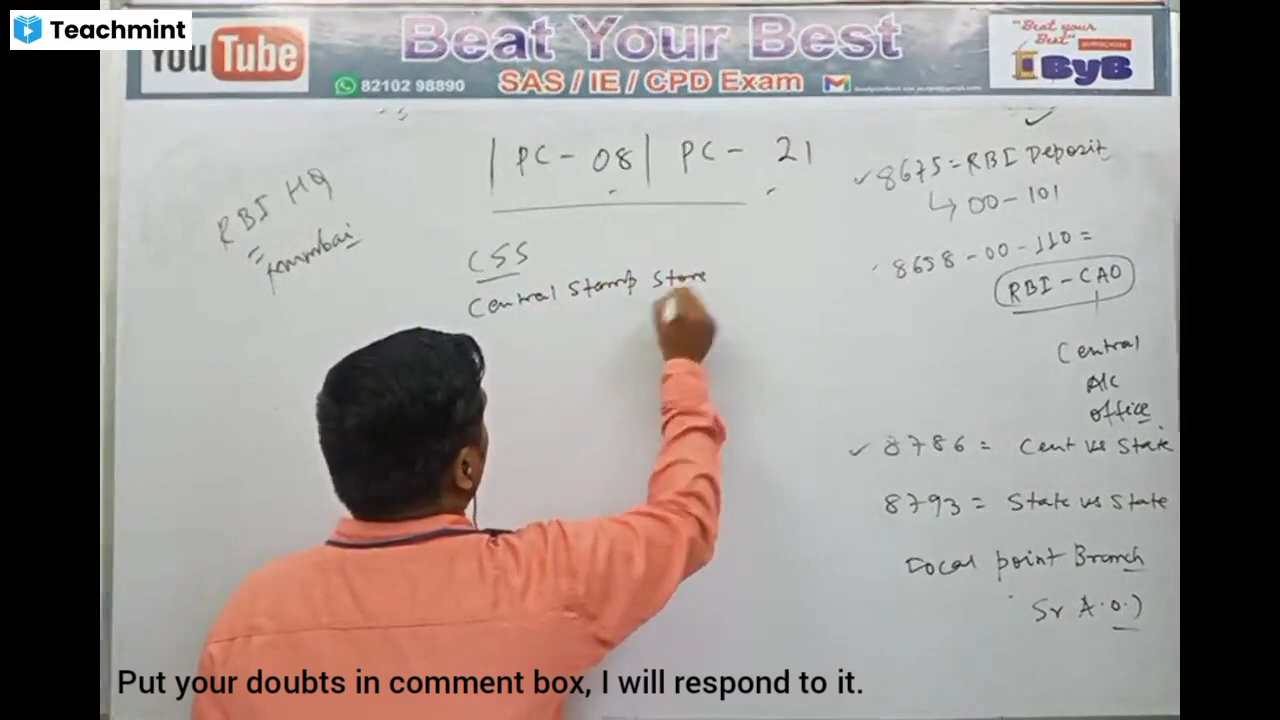 Teachmint
YouTube
Beat Your Best
SAS / IE / CPD Exam
82102 98890
"Beat your
Best"
ByB
PC - 08 | PC - 21
RBI HQ
Mumbai
CSS
Central Stamp Store
8675 = RBI Deposit
00-101
8658-00-110 =
RBI - CAO
Central
A/c
office
8786 = Cent vs State
8793 = State vs State
Focal point Branch
Sr A.O.)
Put your doubts in comment box, I will respond to it.